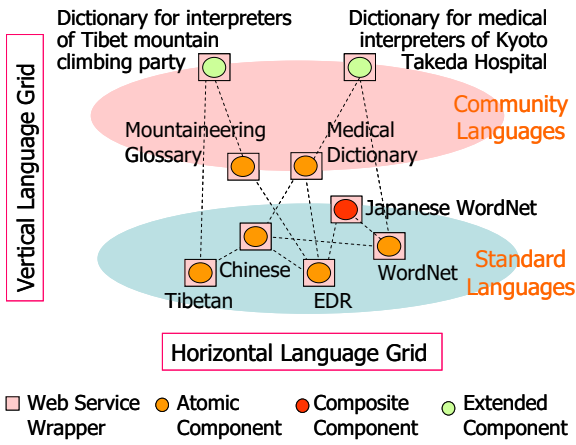 Dictionary for interpreters
of Tibet mountain
climbing party
Dictionary for medical
interpreters of Kyoto
Takeda Hospital
Vertical Language Grid
Community
Languages
Mountaineering
Glossary
Medical
Dictionary
Japanese WordNet
Chinese
WordNet
Standard
Languages
Tibetan
EDR
Horizontal Language Grid
Web Service
Wrapper
Atomic
Component
Composite
Component
Extended
Component